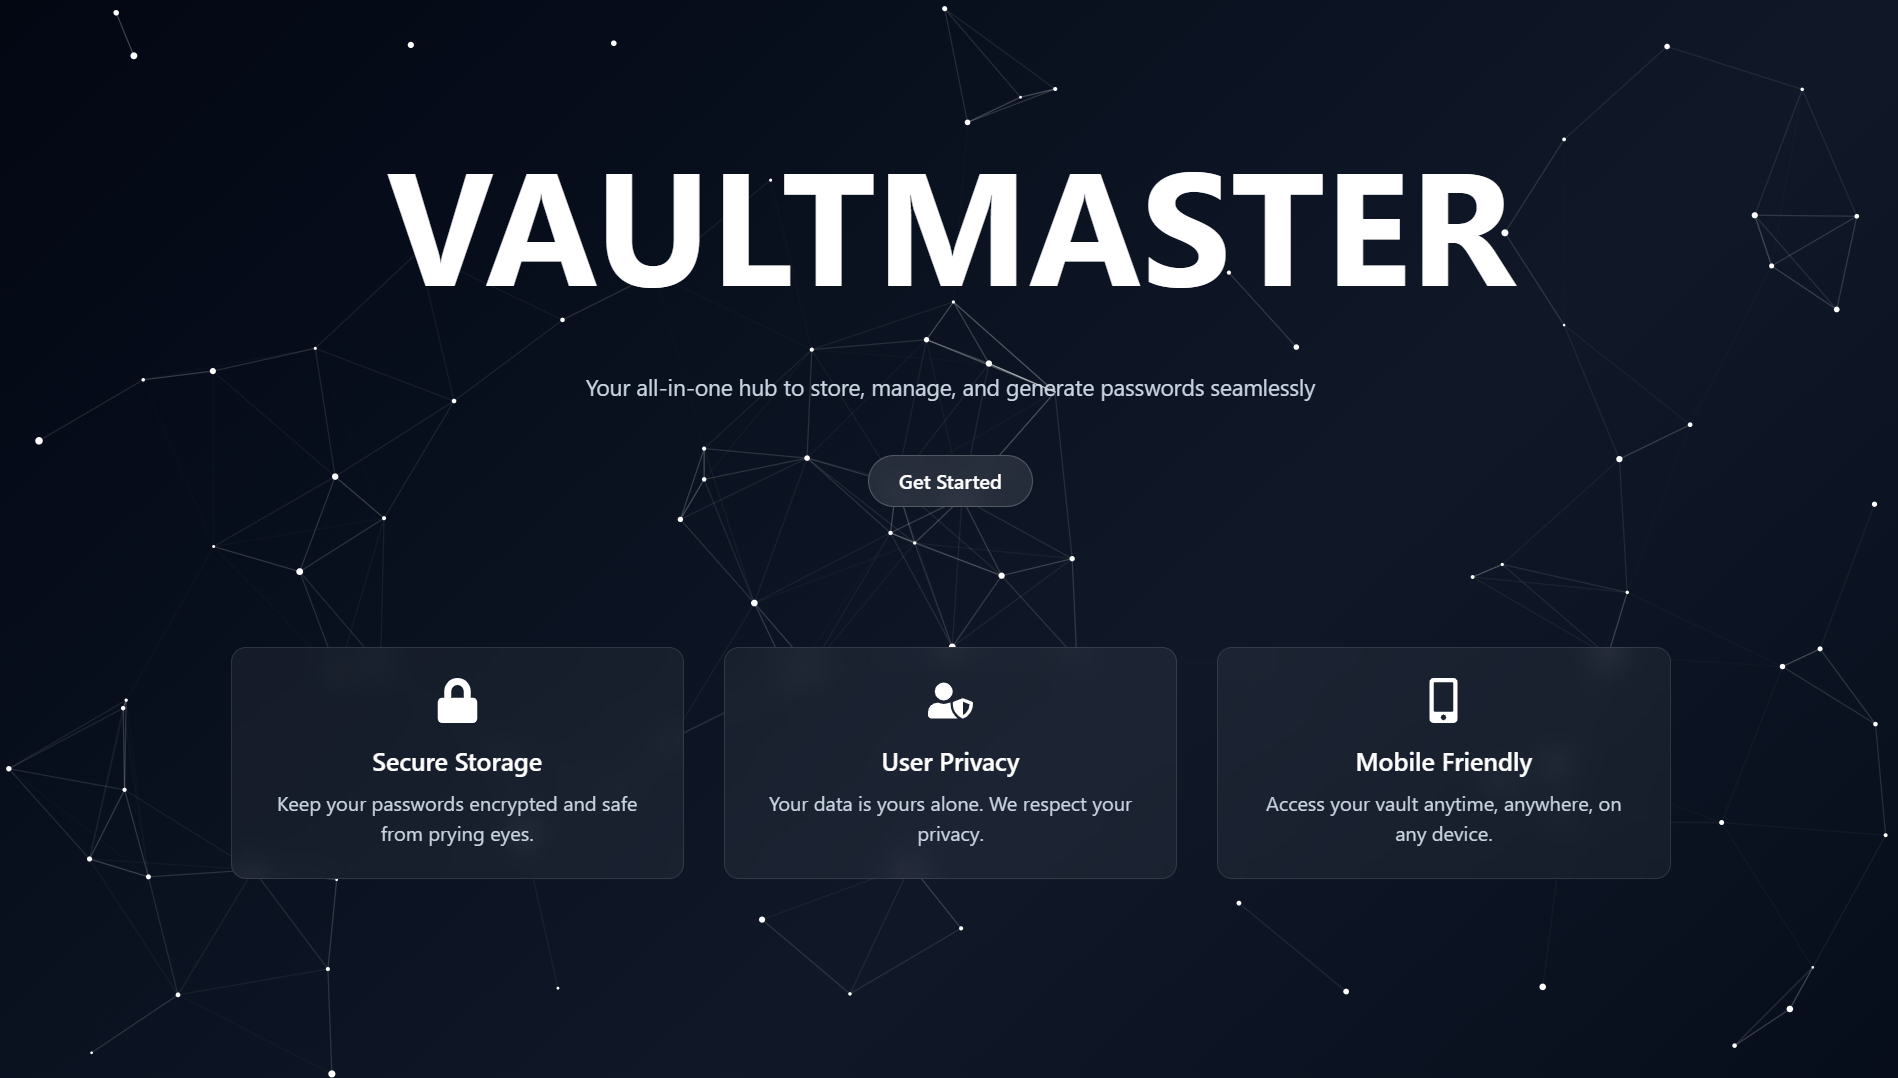 VAULTMASTER
Your all-in-one hub to store, manage, and generate passwords seamlessly
Get Started
Secure Storage
Keep your passwords encrypted and safe
from prying eyes.
User Privacy
Your data is yours alone. We respect your
privacy.
Mobile Friendly
Access your vault anytime, anywhere, on
any device.